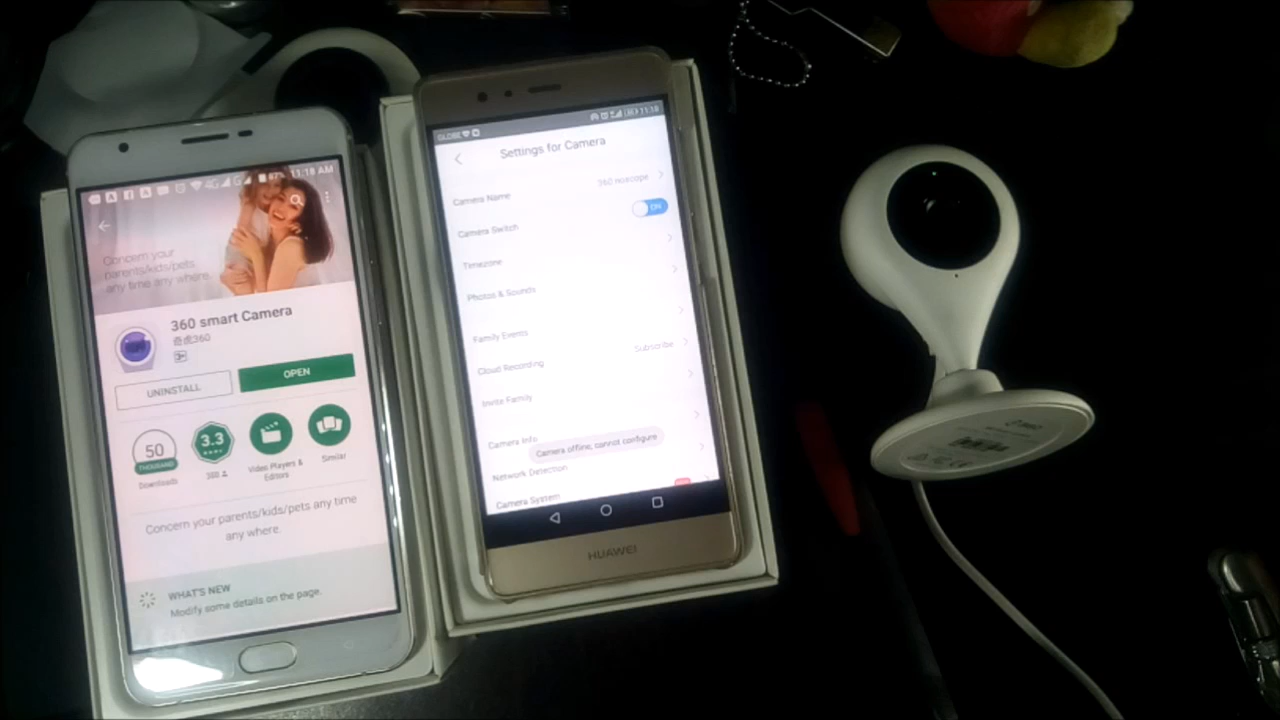 11:18 AM
Concern your
parents/kids/pets
any time any where.
360 smart Camera
奇虎360
3+
UNINSTALL
OPEN
50
THOUSAND
Downloads
3.3
Video Players &
Editors
Similar
Concern your parents/kids/pets any time
any where.
WHAT'S NEW
Modify some details on the page.
GLOBE
11:18
Settings for Camera
Camera Name
Camera Switch
ON
Timezone
Photos & Sounds
Family Events
Cloud Recording
Subscribe
Invite Family
Camera Info
Camera offline, cannot configure
Network Detection
Camera System
HUAWEI